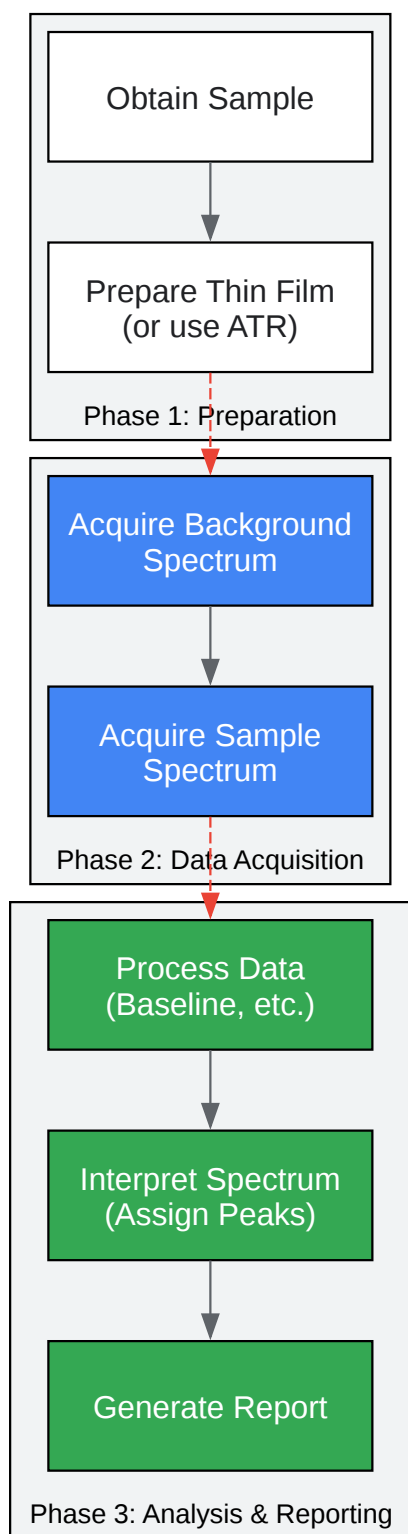 Obtain Sample
Prepare Thin Film
(or use ATR)
Phase 1: Preparation
Acquire Background
Spectrum
Acquire Sample
Spectrum
Phase 2: Data Acquisition
Process Data
(Baseline, etc.)
Interpret Spectrum
(Assign Peaks)
Generate Report
Phase 3: Analysis & Reporting